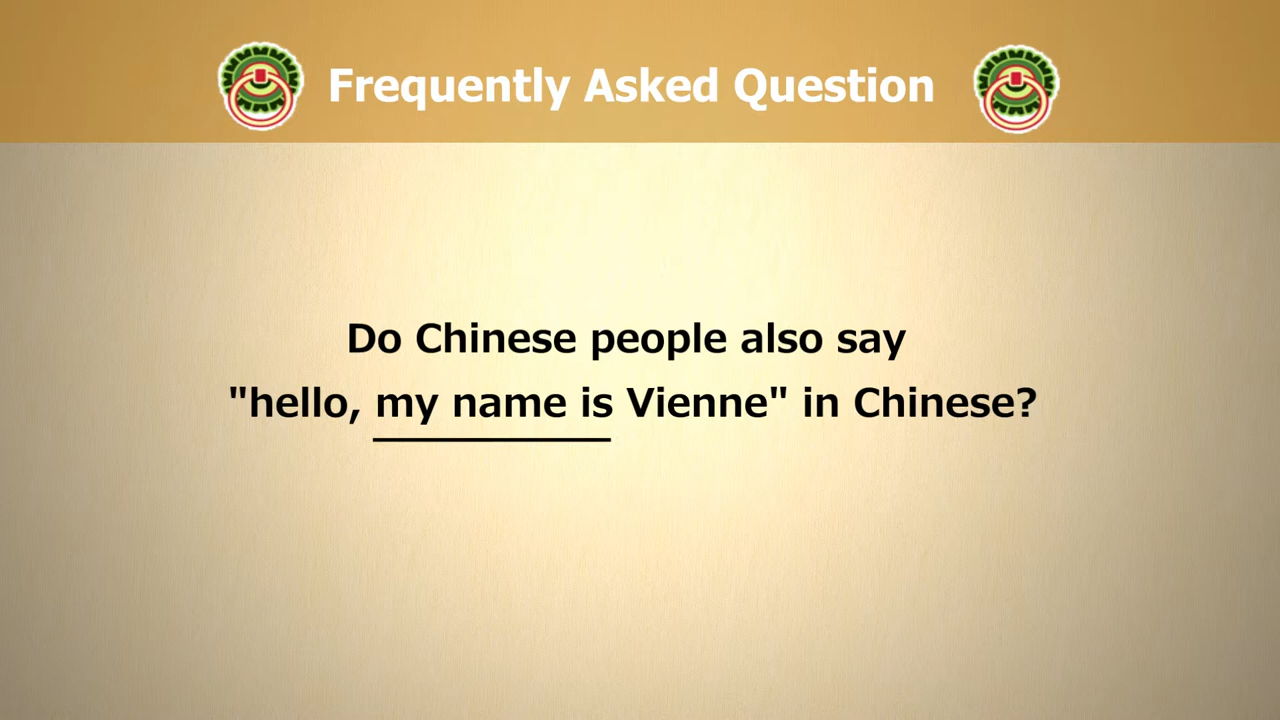 Frequently Asked Question
Do Chinese people also say
"hello, my name is Vienne" in Chinese?